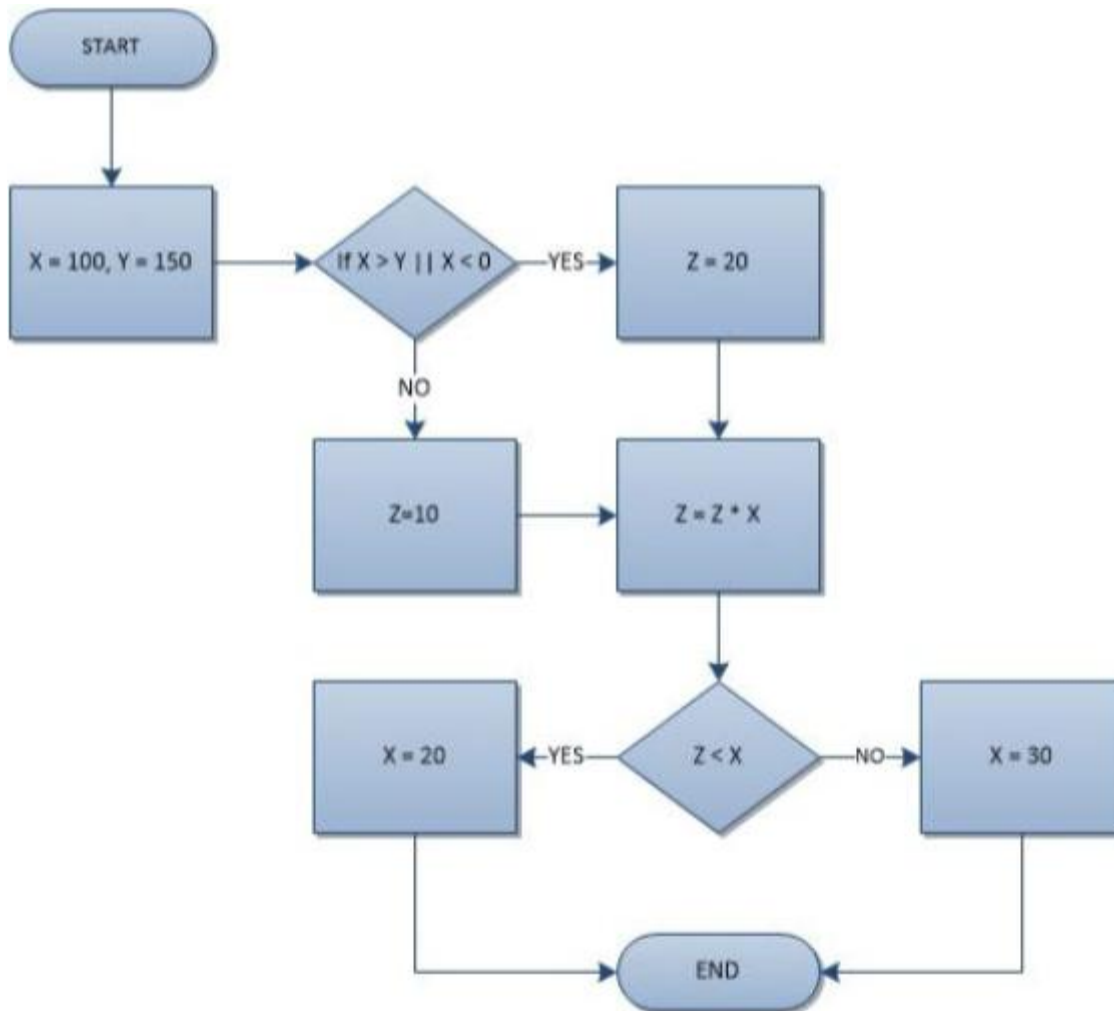 START
X = 100, Y = 150
If X > Y || X < 0
YES
Z = 20
NO
Z=10
Z = Z * X
X = 20
YES
Z < X
NO
X = 30
END